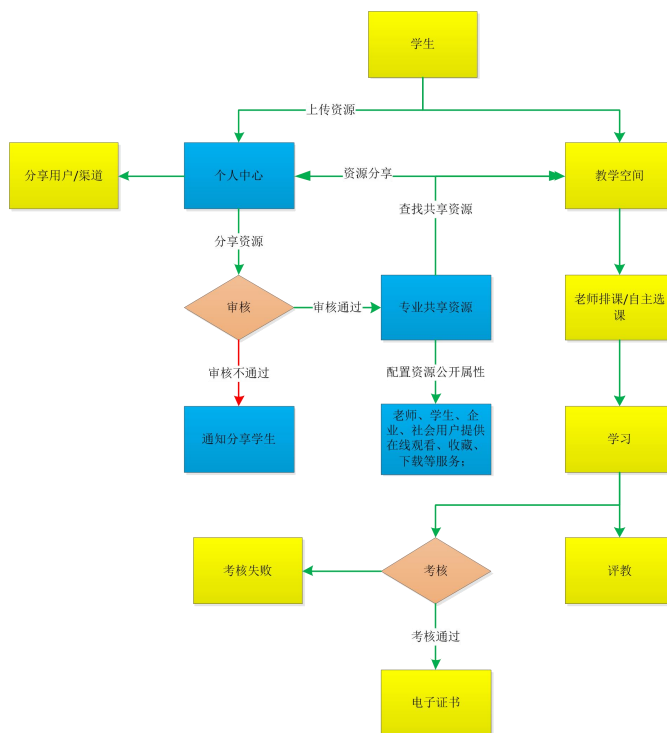 学生
上传资源
分享用户/渠道
个人中心
资源分享
教学空间
查找共享资源
分享资源
审核
审核通过
专业共享资源
老师排课/自主选
课
审核不通过
配置资源公开属性
通知分享学生
老师、学生、企
业、社会用户提供
在线观看、收藏、
下载等服务；
学习
考核失败
考核
评教
考核通过
电子证书